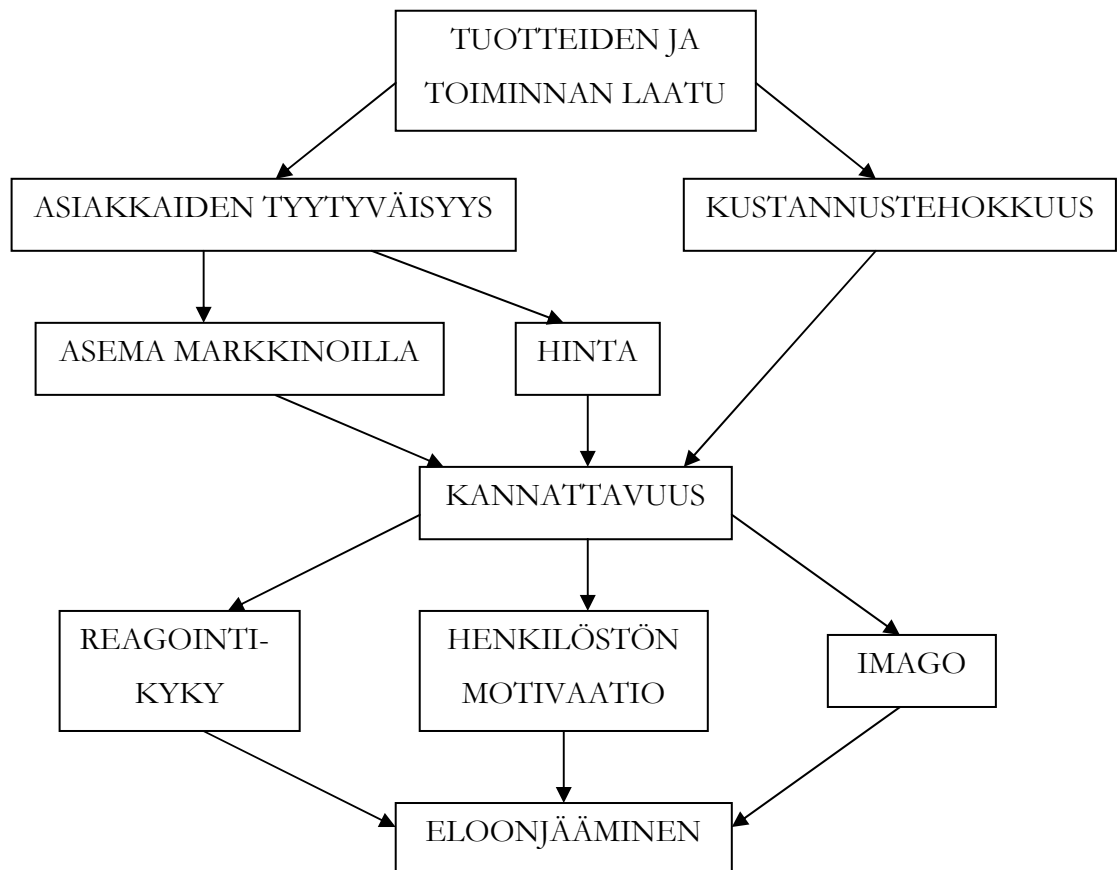 TUOTTEIDEN JA
TOIMINNAN LAATU
ASIAKKAIDEN TYYTYVÄISYYS
KUSTANNUSTEHOKKUUS
ASEMA MARKKINOILLA
HINTA
KANNATTAVUUS
REAGOINTI-
KYKY
HENKILÖSTÖN
MOTIVAATIO
IMAGO
ELOONJÄÄMINEN